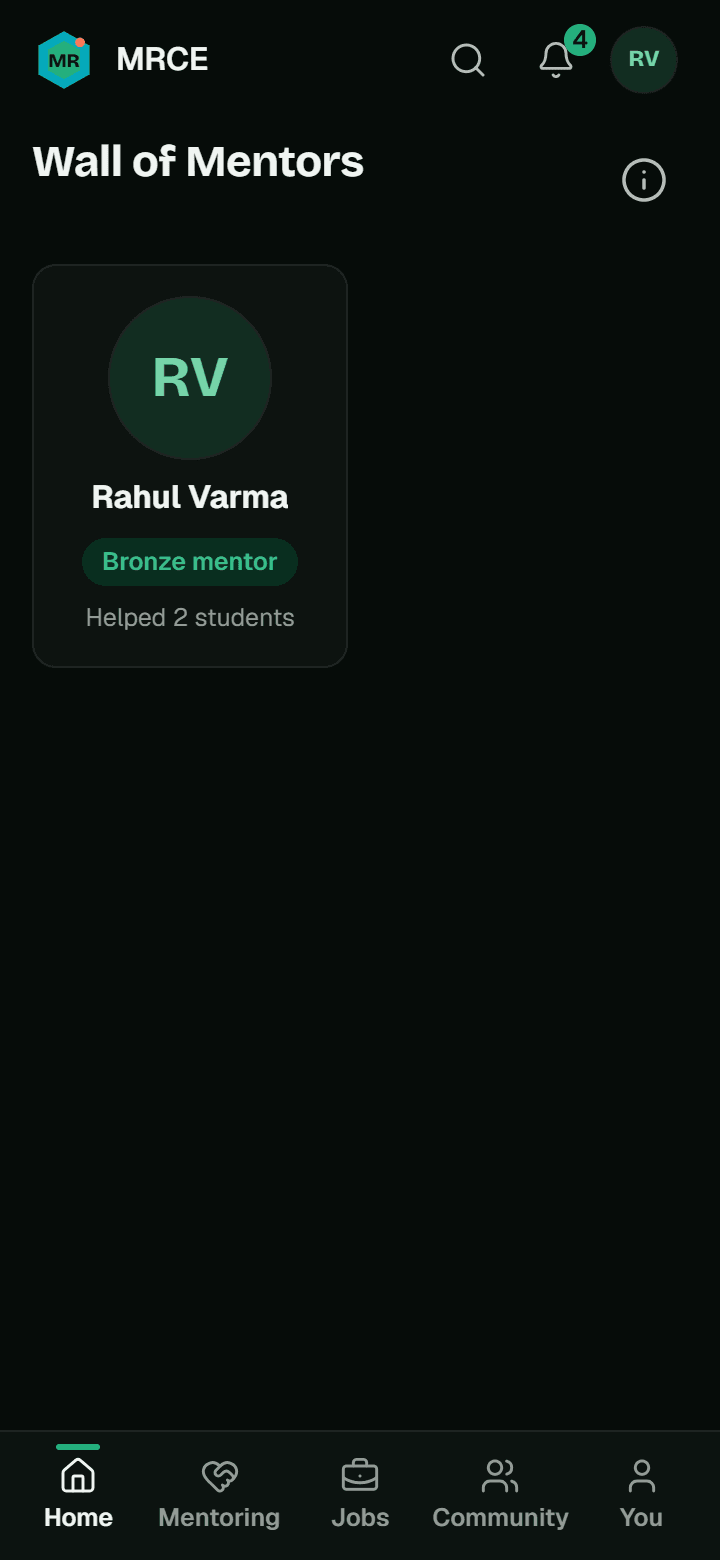 MR
MRCE
4
RV
Wall of Mentors
RV
Rahul Varma
Bronze mentor
Helped 2 students
Home
Mentoring
Jobs
Community
You